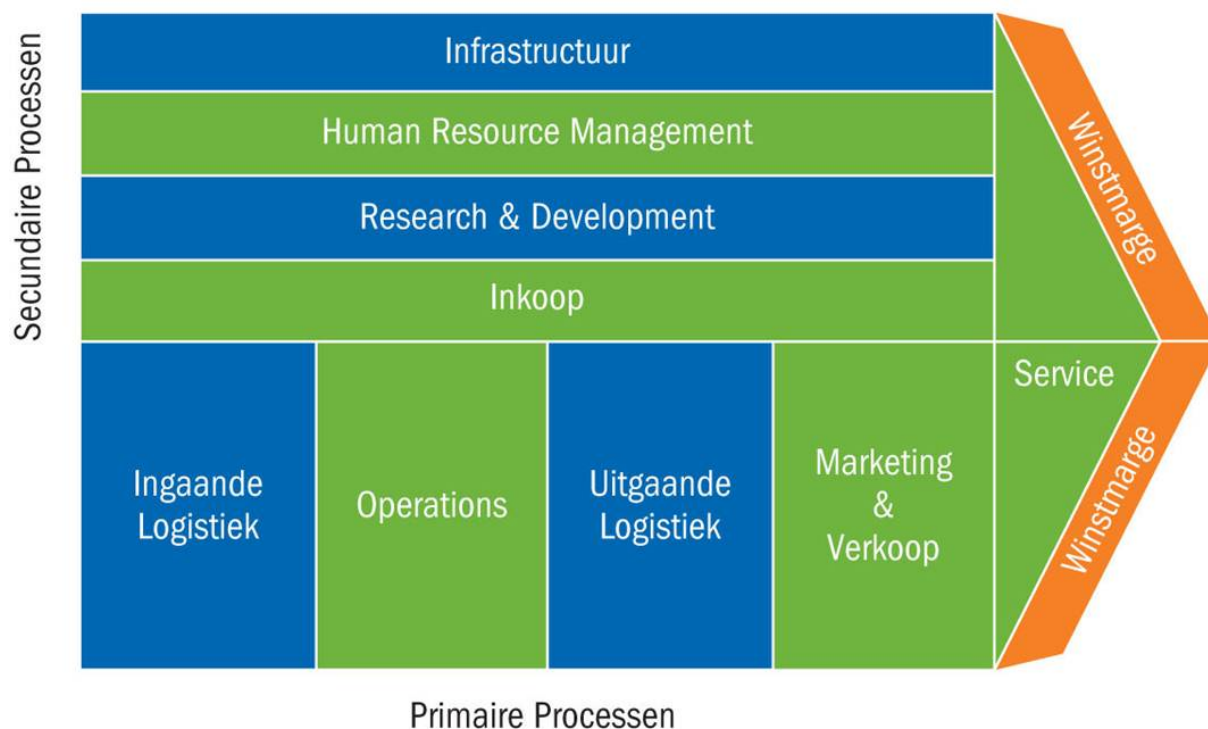 Secundaire Processen
Infrastructuur
Human Resource Management
Research & Development
Inkoop
Winstmarge
Ingaande
Logistiek
Operations
Uitgaande
Logistiek
Marketing
&
Verkoop
Service
Winstmarge
Primaire Processen